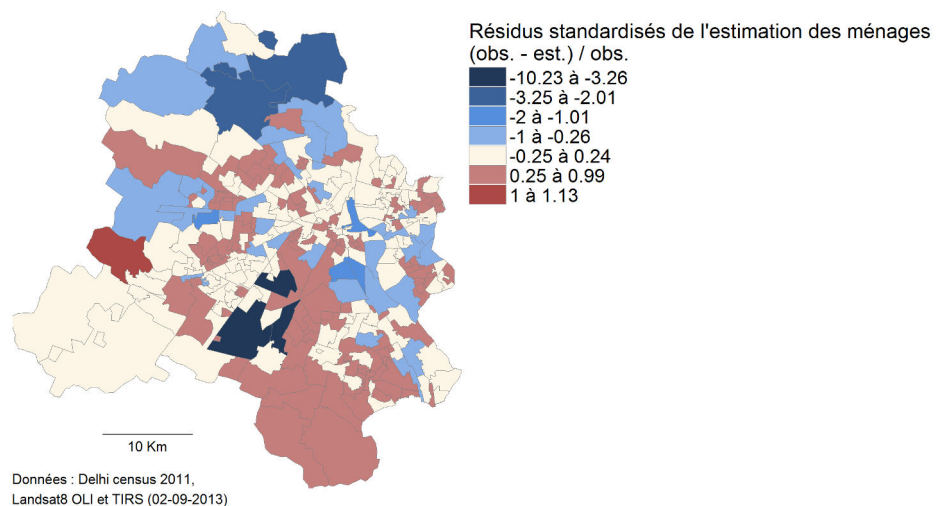 Résidus standardisés de l'estimation des ménages
(obs. - est.) / obs.
-10.23 à -3.26
-3.25 à -2.01
-2 à -1.01
-1 à -0.26
-0.25 à 0.24
0.25 à 0.99
1 à 1.13
10 Km
Données : Delhi census 2011,
Landsat8 OLI et TIRS (02-09-2013)